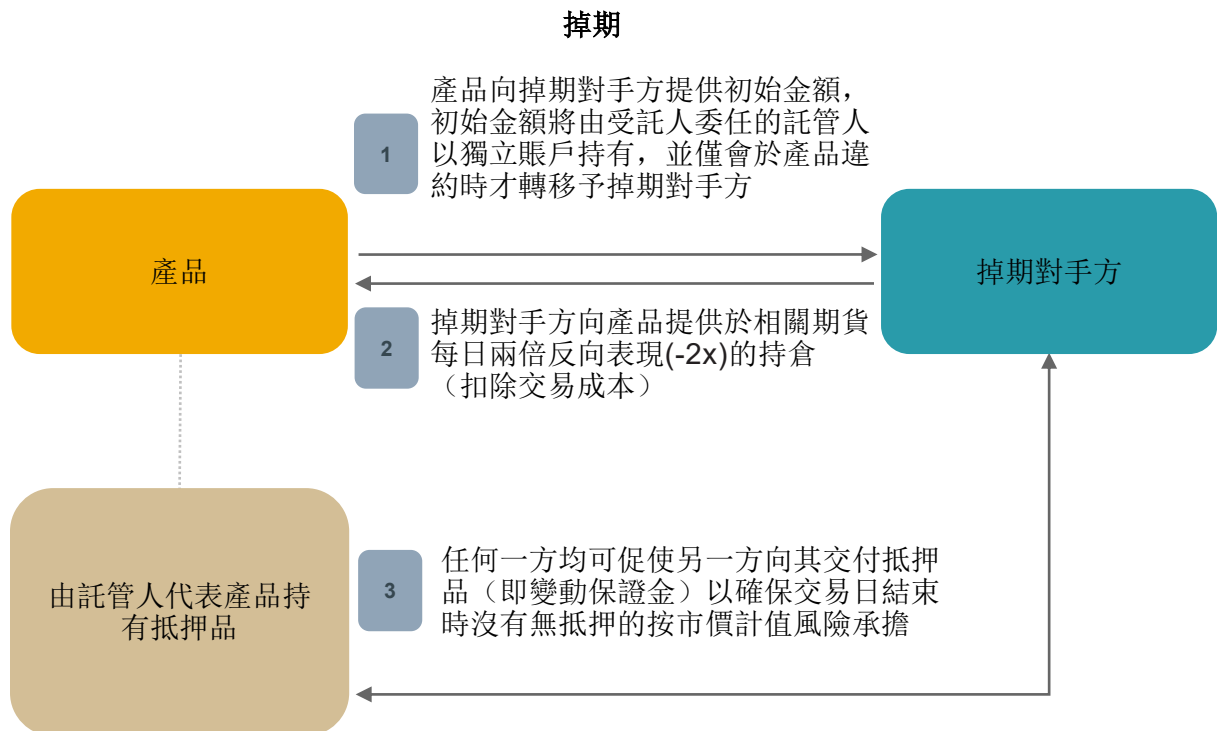 掉期
1
產品向掉期對手方提供初始金額，
初始金額將由受託人委任的託管人
以獨立賬戶持有，並僅會於產品違
約時才轉移予掉期對手方
產品
掉期對手方
2
掉期對手方向產品提供於相關期貨
每日兩倍反向表現(-2x)的持倉
（扣除交易成本）
由託管人代表產品持
有抵押品
3
任何一方均可促使另一方向其交付抵押
品（即變動保證金）以確保交易日結束
時沒有無抵押的按市價計值風險承擔